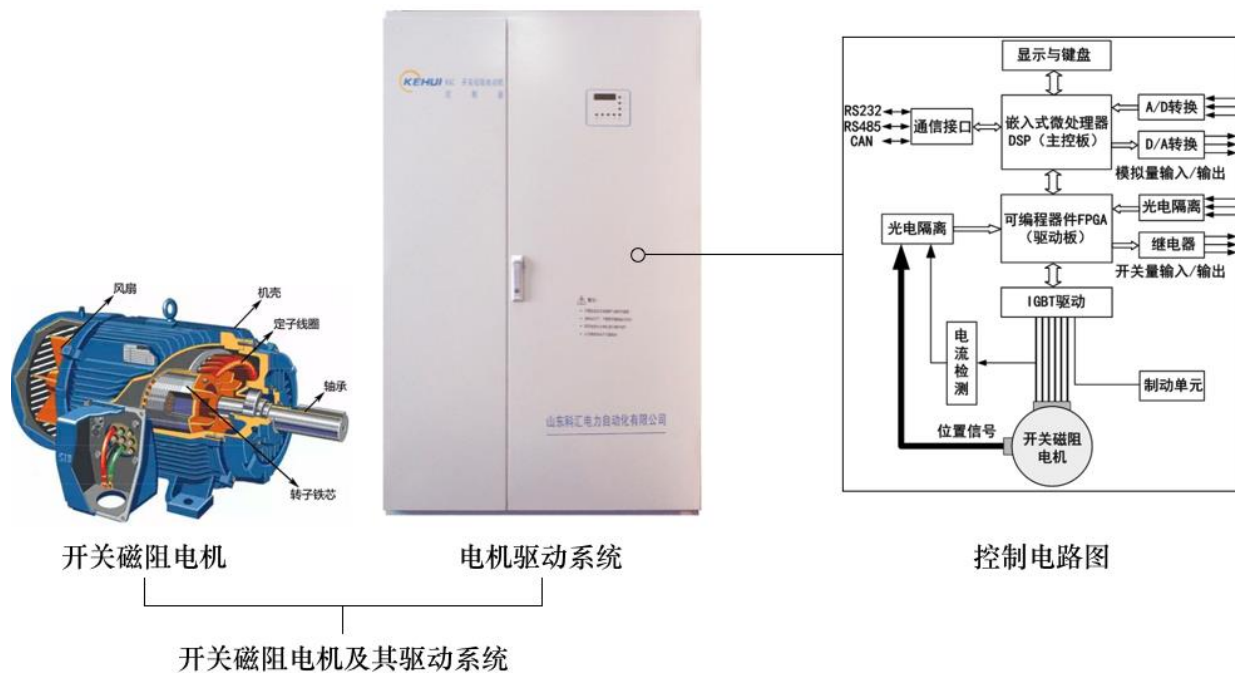 风扇
机壳
定子线圈
轴承
转子铁芯
开关磁阻电机
KEHUI
山东科汇电力自动化有限公司
电机驱动系统
开关磁阻电机及其驱动系统
显示与键盘
RS232
RS485
CAN
通信接口
嵌入式微处理器
DSP（主控板）
A/D转换
D/A转换
模拟量输入/输出
光电隔离
可编程器件FPGA
（驱动板）
光电隔离
继电器
开关量输入/输出
IGBT驱动
电流检测
制动单元
位置信号
开关磁阻
电机
控制电路图